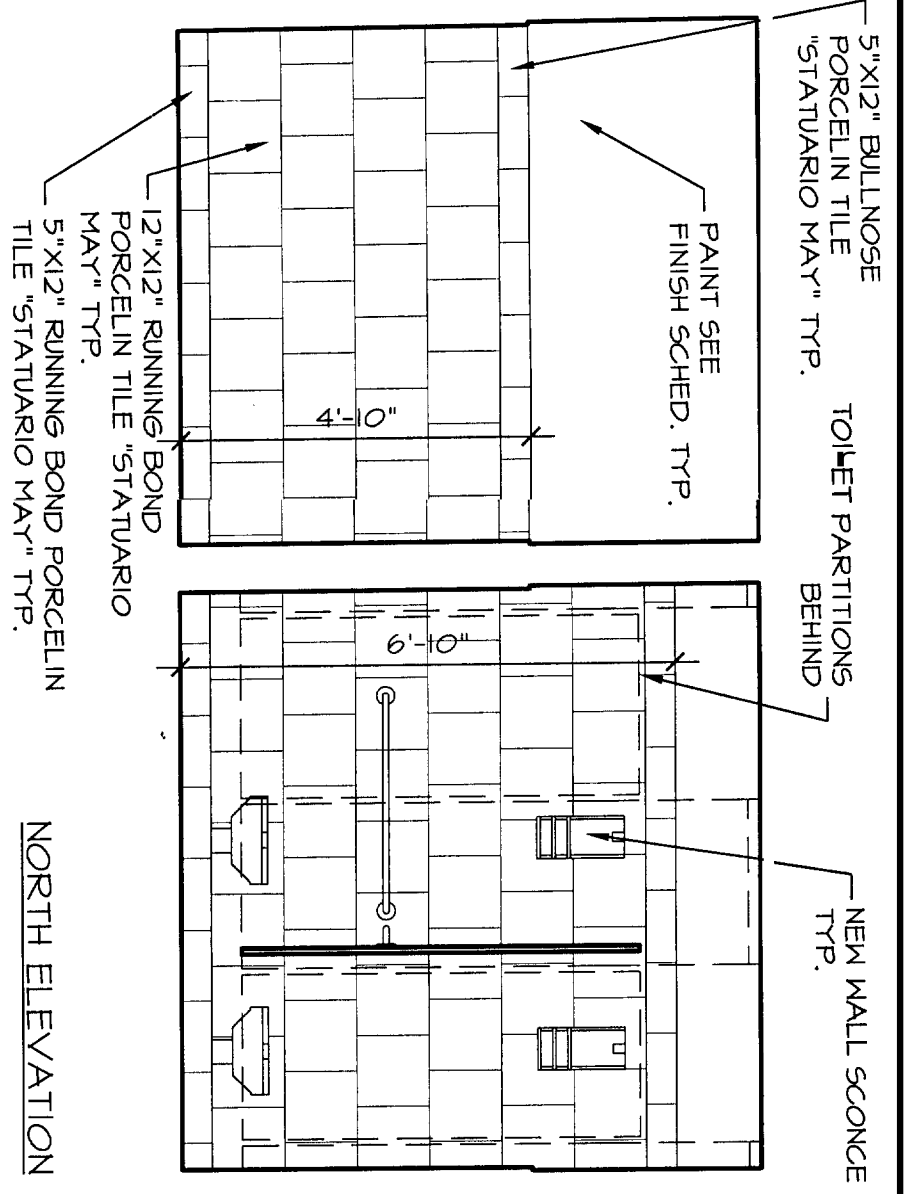 5"X12" BULLNOSE
PORCELIN TILE
"STATUARIO MAY" TYP.
TOILET PARTITIONS
BEHIND
NEW WALL SCONCE
TYP.
PAINT SEE
FINISH SCHED. TYP.
4'-10"
6'-10"
12"X12" RUNNING BOND
PORCELIN TILE "STATUARIO
MAY" TYP.
5"X12" RUNNING BOND PORCELIN
TILE "STATUARIO MAY" TYP.
NORTH ELEVATION